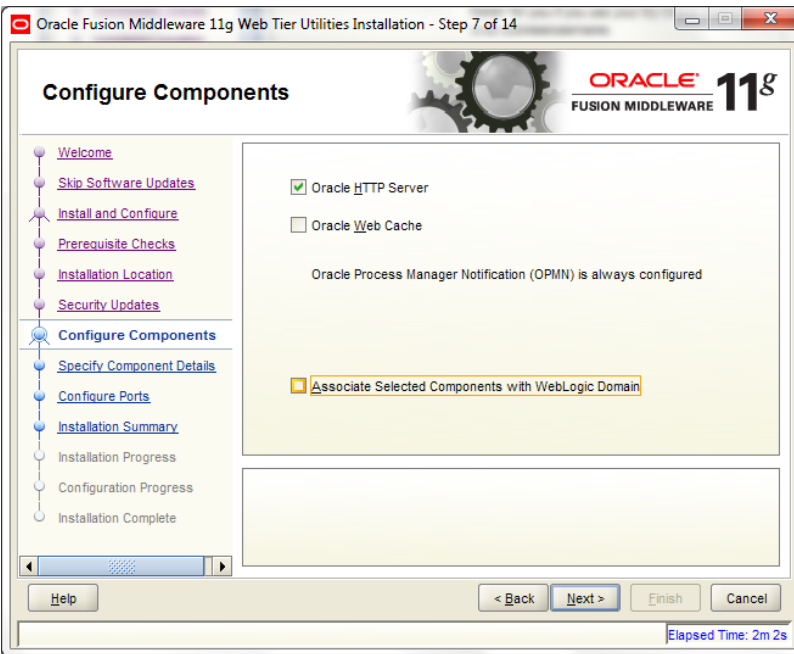 Oracle Fusion Middleware 11g Web Tier Utilities Installation - Step 7 of 14
Configure Components
ORACLE
FUSION MIDDLEWARE 11g
Welcome
Skip Software Updates
Install and Configure
Prerequisite Checks
Installation Location
Security Updates
Configure Components
Specify Component Details
Configure Ports
Installation Summary
Installation Progress
Configuration Progress
Installation Complete
Oracle HTTP Server
Oracle Web Cache
Oracle Process Manager Notification (OPMN) is always configured
Associate Selected Components with WebLogic Domain
Help
< Back
Next >
Finish
Cancel
Elapsed Time: 2m 2s